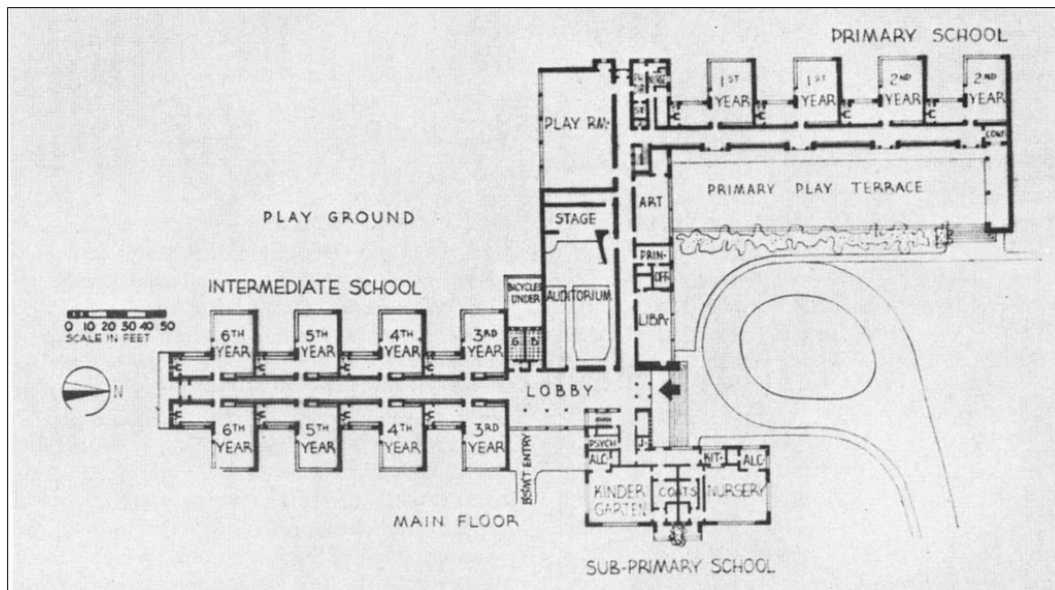 PRIMARY SCHOOL
1ST YEAR
1ST YEAR
2ND YEAR
2ND YEAR
CONF.
PLAY RM.
PRIMARY PLAY TERRACE
ART
STAGE
PLAY GROUND
PRIN-
OFF.
BICYCLES UNDER
AUDITORIUM
LIBR.
INTERMEDIATE SCHOOL
0 10 20 30 40 50
SCALE IN FEET
6TH YEAR
5TH YEAR
4TH YEAR
3RD YEAR
G B
N
LOBBY
6TH YEAR
5TH YEAR
4TH YEAR
3RD YEAR
BSM'T ENTRY
PSYCH
ALC-
KIT-
ALC-
KINDER GARTEN
COATS
NURSERY
MAIN FLOOR
SUB-PRIMARY SCHOOL